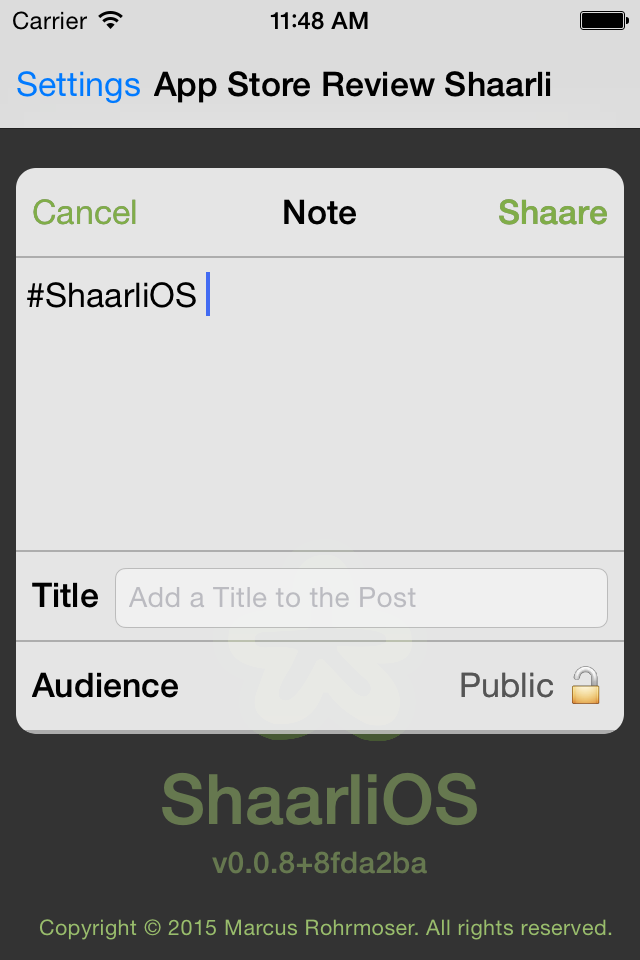 Carrier 11:48 AM
Settings App Store Review Shaarli
Cancel Note Shaare
#ShaarliOS
Title Add a Title to the Post
Audience Public
ShaarliOS
v0.0.8+8fda2ba
Copyright © 2015 Marcus Rohrmoser. All rights reserved.